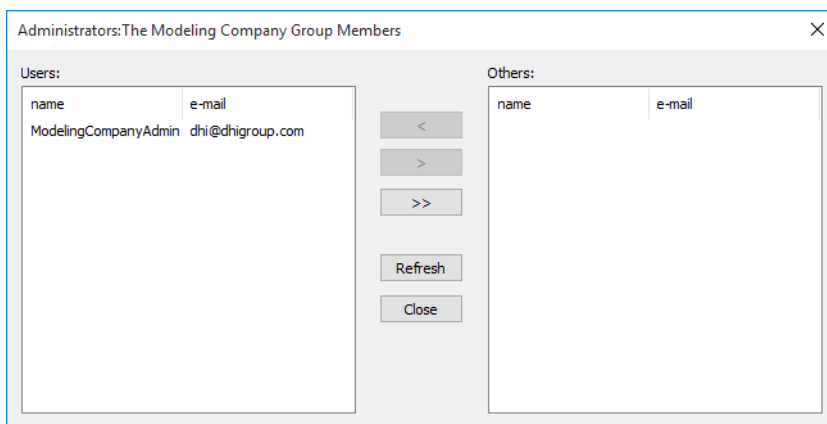 Administrators:The Modeling Company Group Members
Users:
Others:
name e-mail
ModelingCompanyAdmin dhi@dhigroup.com
<
>
>>
Refresh
Close
name e-mail